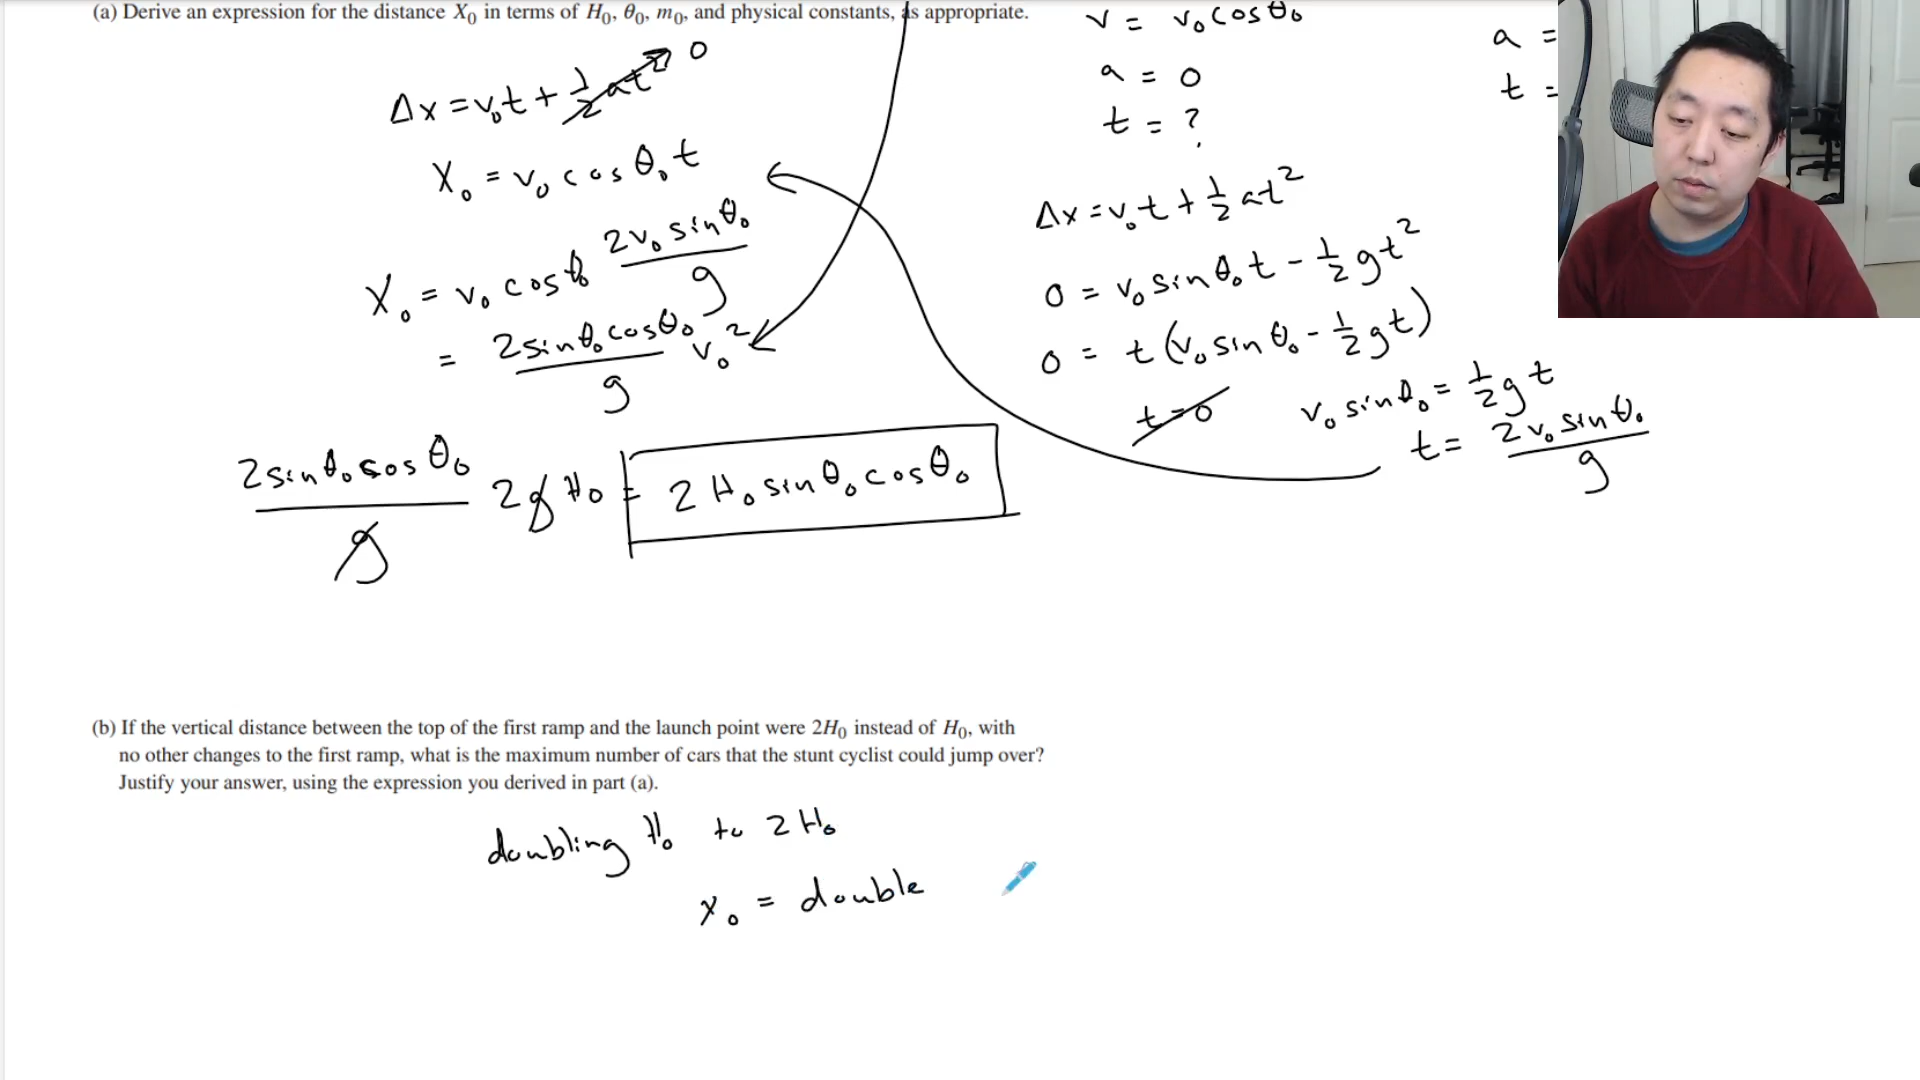 (a) Derive an expression for the distance X₀ in terms of H₀, θ₀, m₀, and physical constants, as appropriate.
Δx = v₀t + ½at² 0
X₀ = v₀ cos θ₀ t
X₀ = v₀ cos θ₀ 2v₀ sin θ₀ / g
= 2 sin θ₀ cos θ₀ / g v₀²
2 sin θ₀ cos θ₀ / g 2g H₀ = 2 H₀ sin θ₀ cos θ₀
v = v₀ cos θ₀
a = 0
t = ?
Δx = v₀t + ½at²
0 = v₀ sin θ₀ t - ½gt²
0 = t (v₀ sin θ₀ - ½gt)
t = 0
v₀ sin θ₀ = ½gt
t = 2v₀ sin θ₀ / g
a =
t =
(b) If the vertical distance between the top of the first ramp and the launch point were 2H₀ instead of H₀, with
no other changes to the first ramp, what is the maximum number of cars that the stunt cyclist could jump over?
Justify your answer, using the expression you derived in part (a).
doubling H₀ to 2H₀
x₀ = double